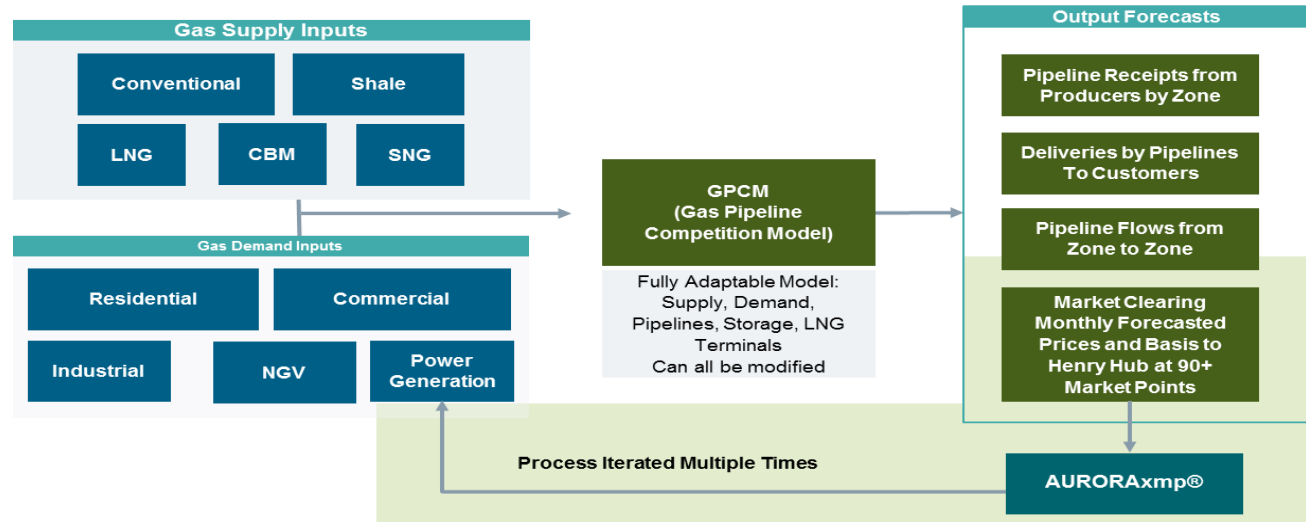 Gas Supply Inputs
Conventional
Shale
LNG
CBM
SNG
Gas Demand Inputs
Residential
Commercial
Industrial
NGV
Power
Generation
GPCM
(Gas Pipeline
Competition Model)
Fully Adaptable Model:
Supply, Demand,
Pipelines, Storage, LNG
Terminals
Can all be modified
Output Forecasts
Pipeline Receipts from
Producers by Zone
Deliveries by Pipelines
To Customers
Pipeline Flows from
Zone to Zone
Market Clearing
Monthly Forecasted
Prices and Basis to
Henry Hub at 90+
Market Points
Process Iterated Multiple Times
AURORAxmp®